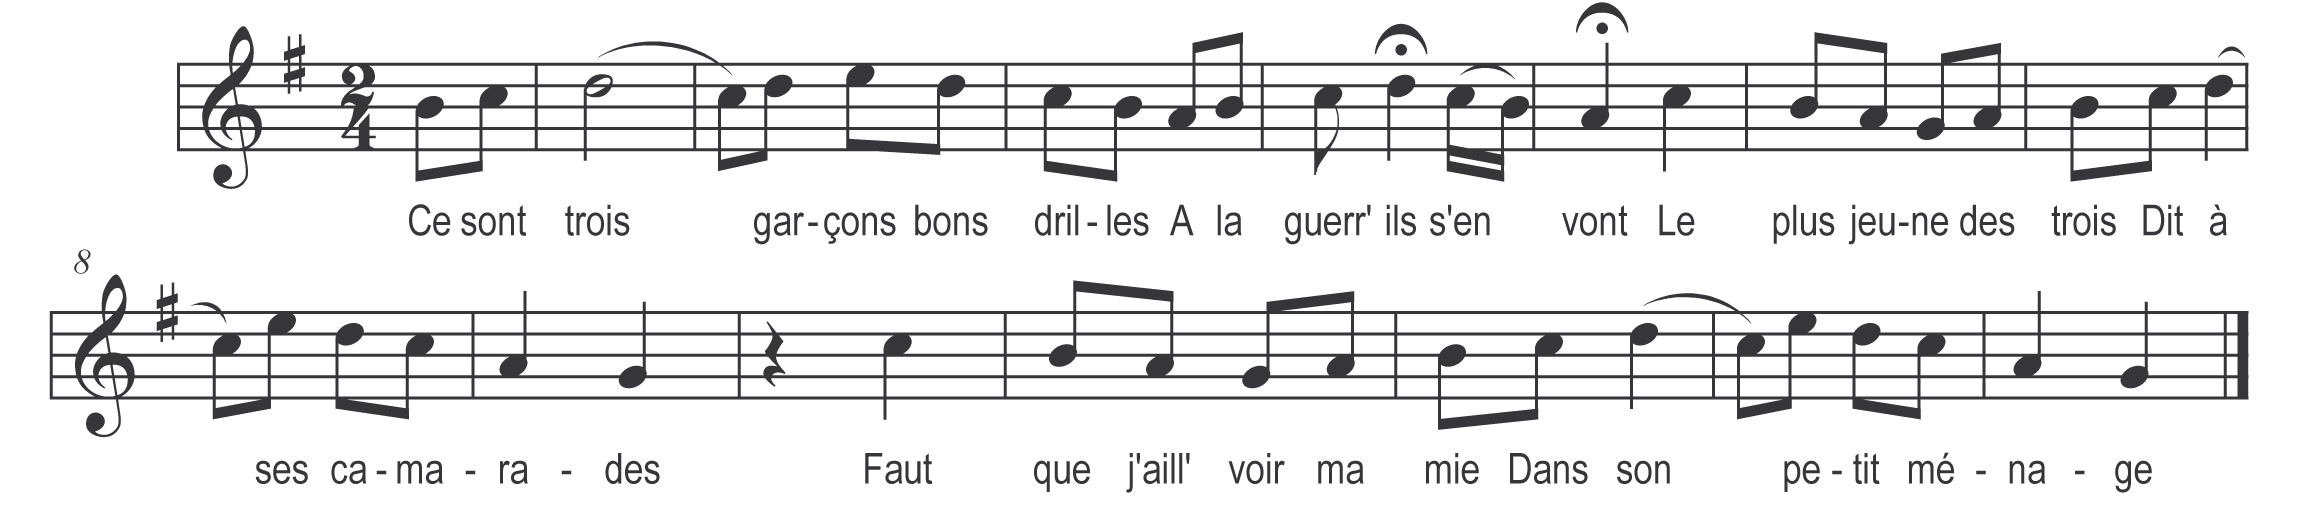 2/4
Ce sont trois gar - çons bons dril - les A la guerr' ils s'en vont Le plus jeu-ne des trois Dit à
8
ses ca - ma - ra - des Faut que j'aill' voir ma mie Dans son pe - tit mé - na - ge